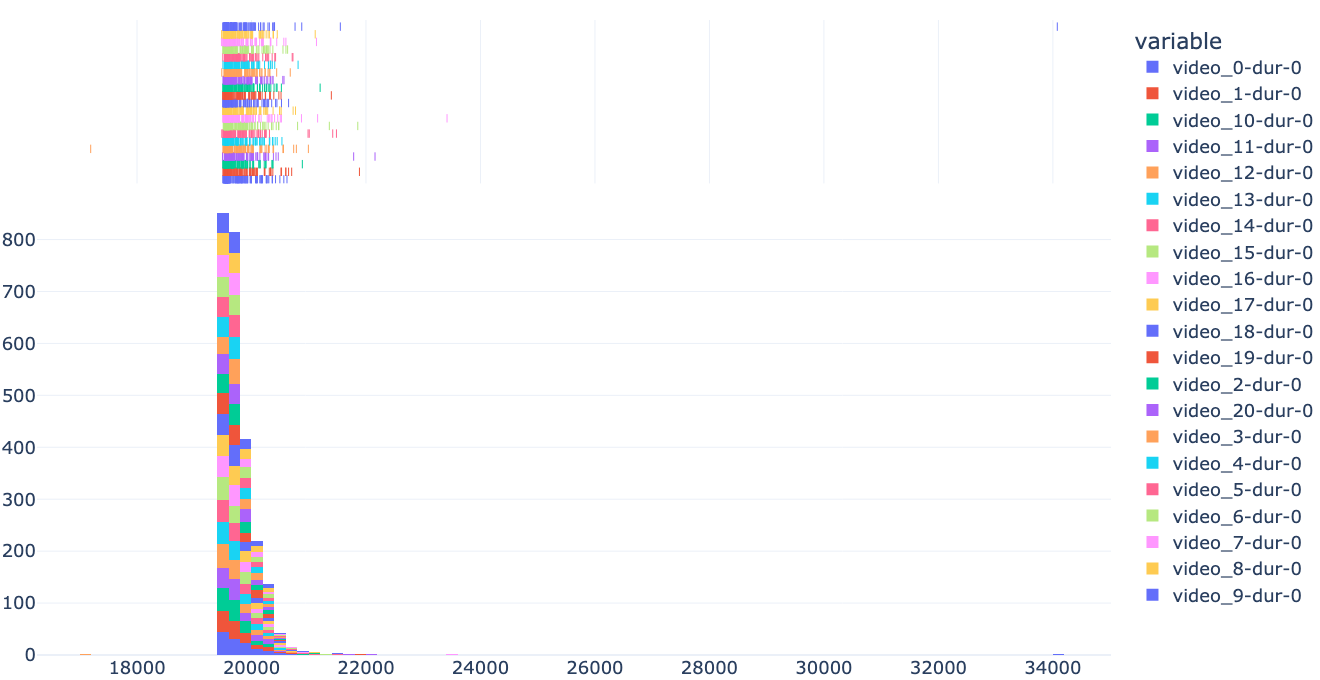 variable
video_0-dur-0
video_1-dur-0
video_10-dur-0
video_11-dur-0
video_12-dur-0
video_13-dur-0
video_14-dur-0
video_15-dur-0
video_16-dur-0
video_17-dur-0
video_18-dur-0
video_19-dur-0
video_2-dur-0
video_20-dur-0
video_3-dur-0
video_4-dur-0
video_5-dur-0
video_6-dur-0
video_7-dur-0
video_8-dur-0
video_9-dur-0
800
700
600
500
400
300
200
100
0
18000 20000 22000 24000 26000 28000 30000 32000 34000